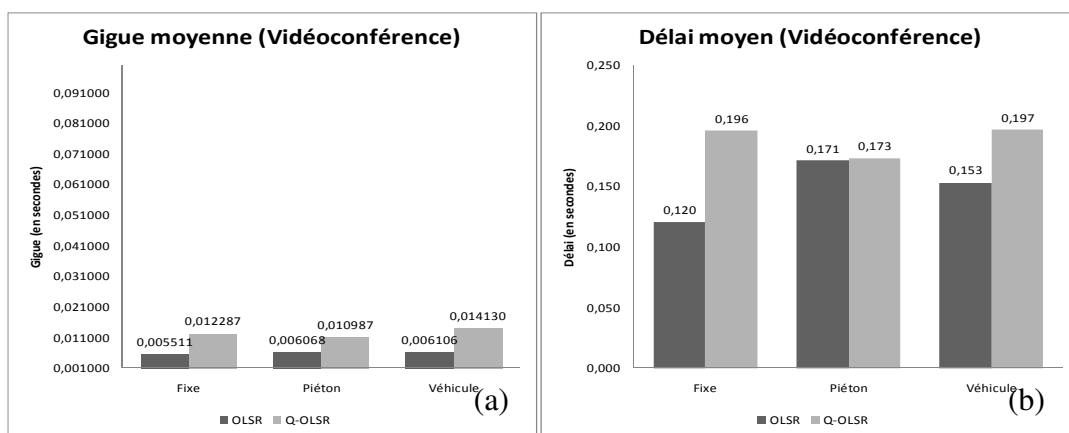 Gigue moyenne (Vidéoconférence)
Gigue (en secondes)
0,091000
0,081000
0,071000
0,061000
0,051000
0,041000
0,031000
0,021000
0,011000
0,001000
0,005511
0,012287
0,006068
0,010987
0,006106
0,014130
Fixe
Piéton
Véhicule
OLSR
Q-OLSR
(a)
Délai moyen (Vidéoconférence)
Délai (en secondes)
0,250
0,200
0,150
0,100
0,050
0,000
0,120
0,196
0,171
0,173
0,153
0,197
Fixe
Piéton
Véhicule
OLSR
Q-OLSR
(b)